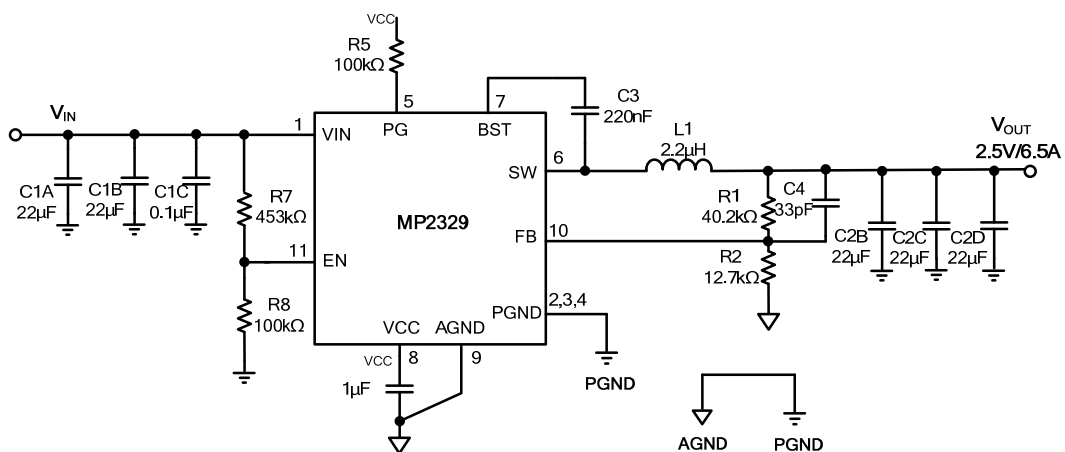 VCC
R5
100kΩ
5
7
C3
220nF
VIN
1
VIN
PG
BST
6
SW
L1
2.2µH
VOUT
2.5V/6.5A
C1A
22µF
C1B
22µF
C1C
0.1µF
R7
453kΩ
MP2329
R1
40.2kΩ
C4
33pF
FB
10
11
EN
R2
12.7kΩ
C2B
22µF
C2C
22µF
C2D
22µF
R8
100kΩ
PGND
2,3,4
VCC
AGND
VCC
8
9
1µF
PGND
AGND
PGND